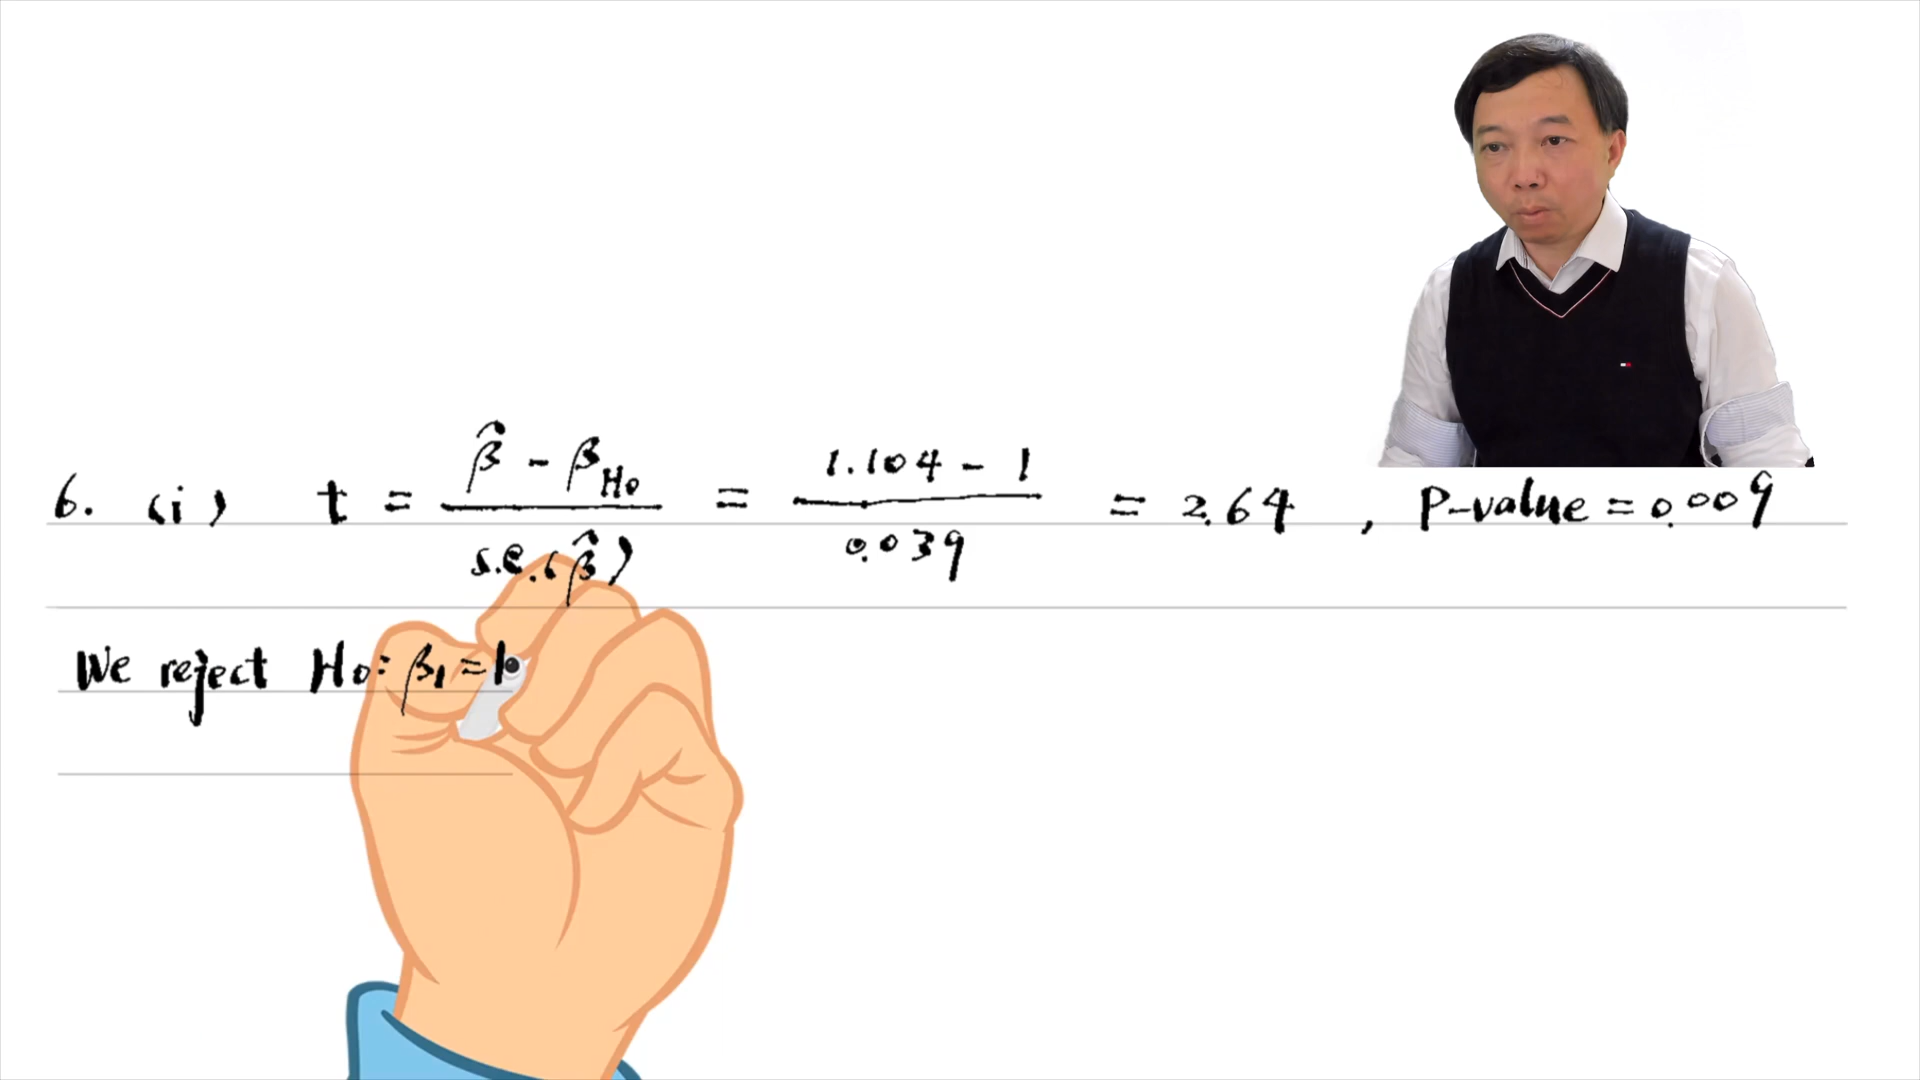 6. (i) t = (β̂ - β_H₀) / s.e.(β̂) = (1.104 - 1) / 0.039 = 2.64 , P-value = 0.009
We reject H₀: β₁ = 1